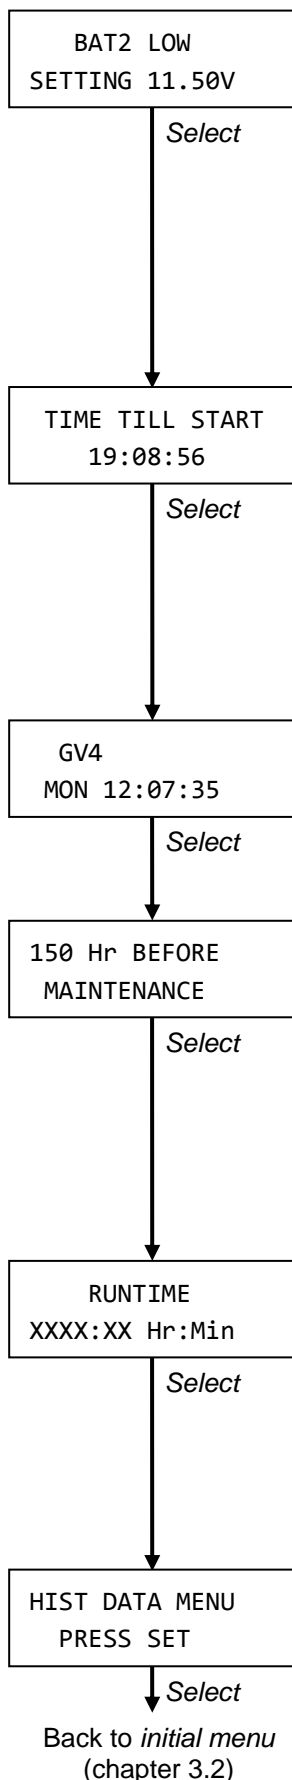 BAT2 LOW
SETTING 11.50V
Select
TIME TILL START
19:08:56
Select
GV4
MON 12:07:35
Select
150 Hr BEFORE
MAINTENANCE
Select
RUNTIME
XXXX:XX Hr:Min
Select
HIST DATA MENU
PRESS SET
Select
Back to initial menu
(chapter 3.2)